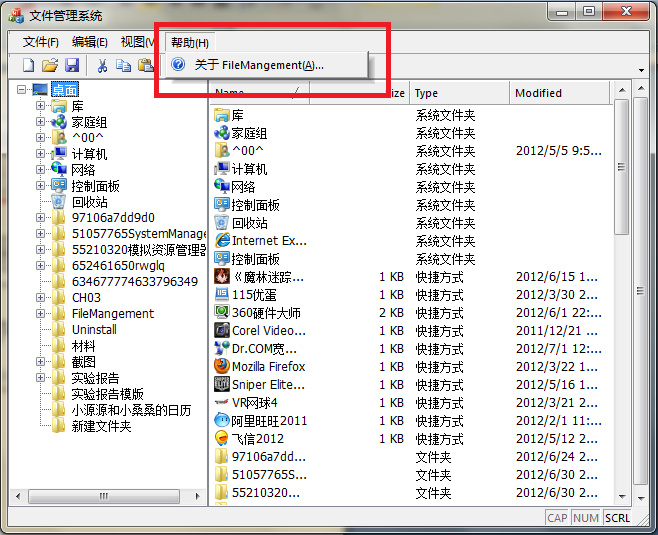 文件管理系统
文件(F) 编辑(E) 视图(V 帮助(H)
关于 FileMangement(A)...
桌面
库
家庭组
^00^
计算机
网络
控制面板
回收站
97106a7dd9d0
51057765SystemManage
55210320模拟资源管理器
652461650rwglq
634677774633796349
CH03
FileMangement
Uninstall
材料
截图
实验报告
实验报告模版
小源源和小桑桑的日历
新建文件夹
Name Size Type Modified
库 系统文件夹
家庭组 系统文件夹
^00^ 系统文件夹 2012/5/5 9:5...
计算机 系统文件夹
网络 系统文件夹
控制面板 系统文件夹
回收站 系统文件夹
Internet Ex... 系统文件夹
控制面板 系统文件夹
《魔林迷踪... 1 KB 快捷方式 2012/6/15 1...
115优蛋 1 KB 快捷方式 2012/3/30 2...
360硬件大师 2 KB 快捷方式 2012/6/1 22:...
Corel Video... 1 KB 快捷方式 2011/12/21 ...
Dr.COM宽... 1 KB 快捷方式 2012/7/1 12:...
Mozilla Firefox 1 KB 快捷方式 2012/3/22 1...
Sniper Elite... 1 KB 快捷方式 2012/5/16 1...
VR网球4 1 KB 快捷方式 2012/3/21 2...
阿里旺旺2011 1 KB 快捷方式 2012/2/1 11:...
飞信2012 1 KB 快捷方式 2012/5/12 2...
97106a7dd... 文件夹 2012/6/24 2...
51057765S... 文件夹 2012/6/30 2...
55210320... 文件夹 2012/6/30 2...
CAP NUM SCRL